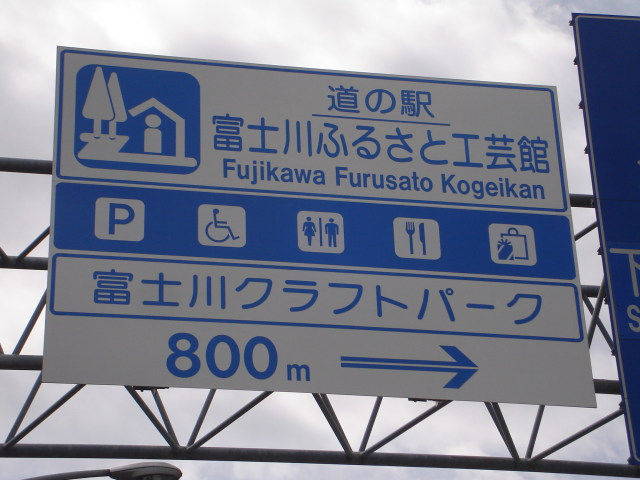 道の駅
富士川ふるさと工芸館
Fujikawa Furusato Kogeikan
P
富士川クラフトパーク
800m